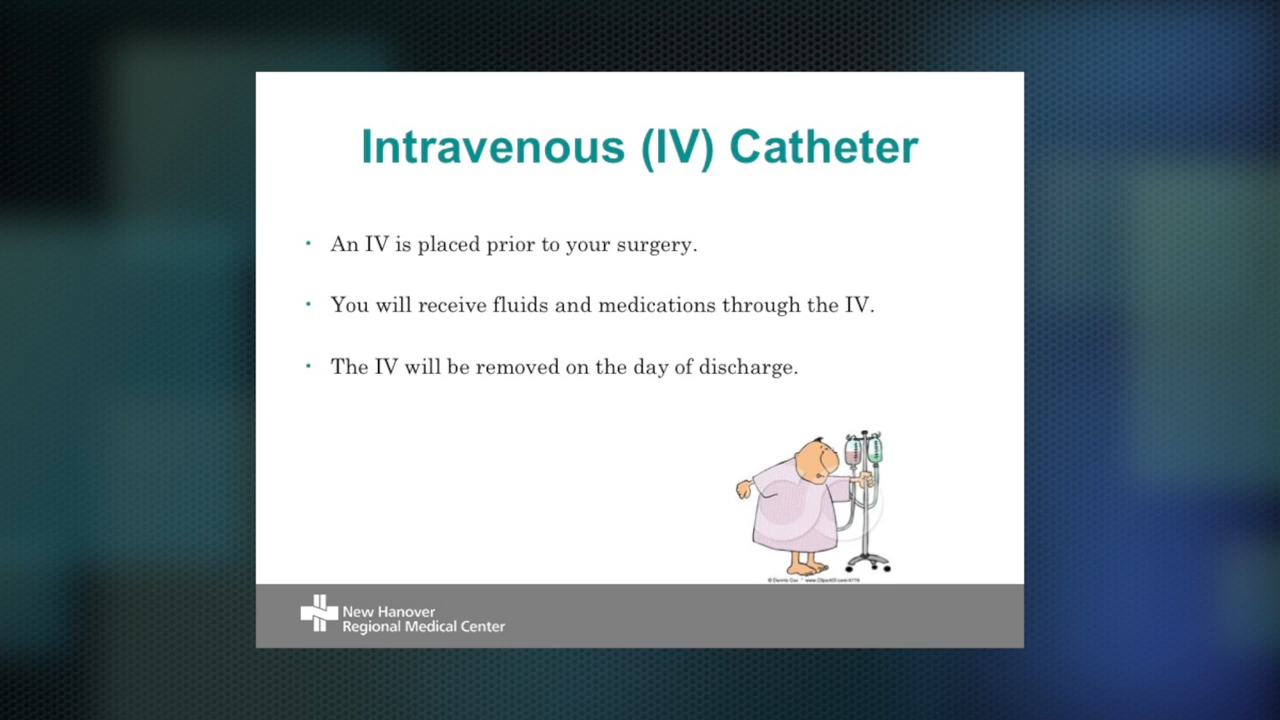 Intravenous (IV) Catheter
• An IV is placed prior to your surgery.
• You will receive fluids and medications through the IV.
• The IV will be removed on the day of discharge.
New Hanover
Regional Medical Center